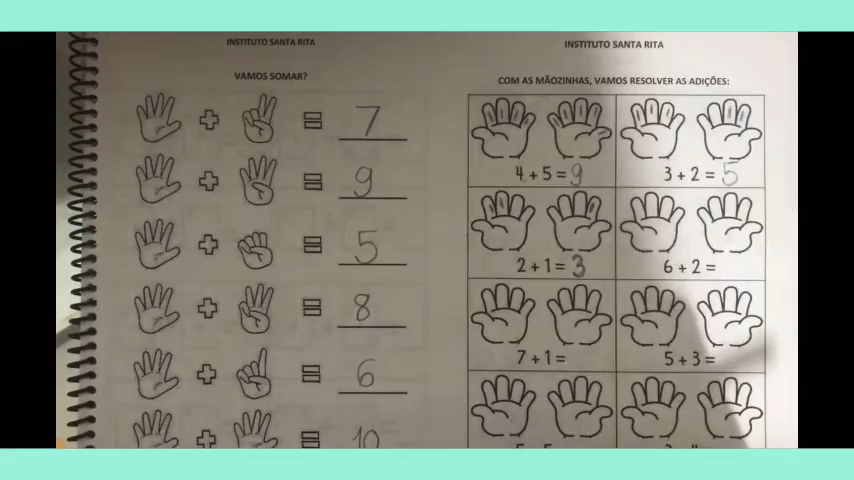 INSTITUTO SANTA RITA
VAMOS SOMAR?
+ = 7
+ = 9
+ = 5
+ = 8
+ = 6
+ = 10
INSTITUTO SANTA RITA
COM AS MÃOZINHAS, VAMOS RESOLVER AS ADIÇÕES:
4 + 5 = 9
3 + 2 = 5
2 + 1 = 3
6 + 2 =
7 + 1 =
5 + 3 =